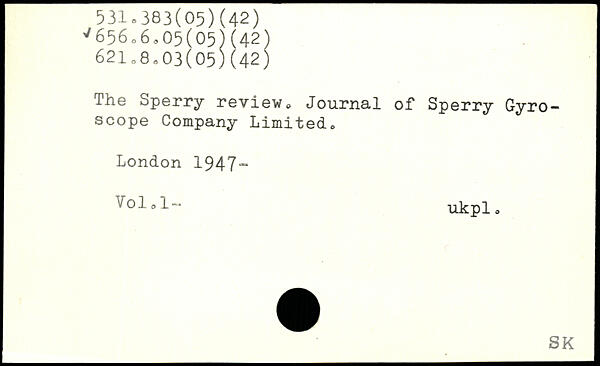 531.383(05)(42)
✓656.6.05(05)(42)
621.8.03(05)(42)
The Sperry review. Journal of Sperry Gyro-
scope Company Limited.
London 1947-
Vol.1-
ukpl.
SK